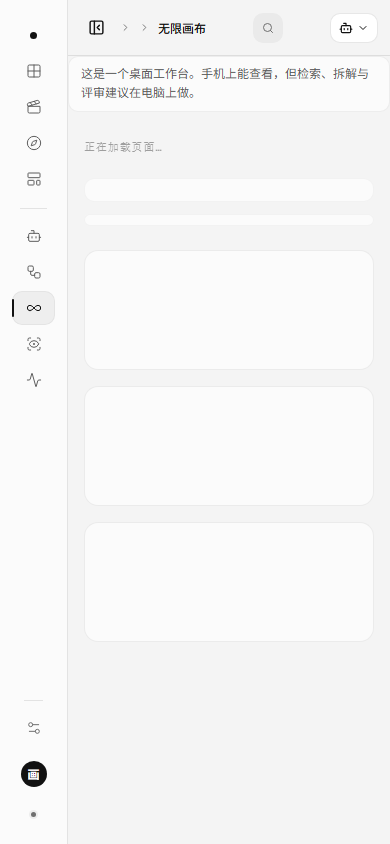 无限画布
这是一个桌面工作台。手机上能查看，但检索、拆解与
评审建议在电脑上做。
正在加载页面…
画